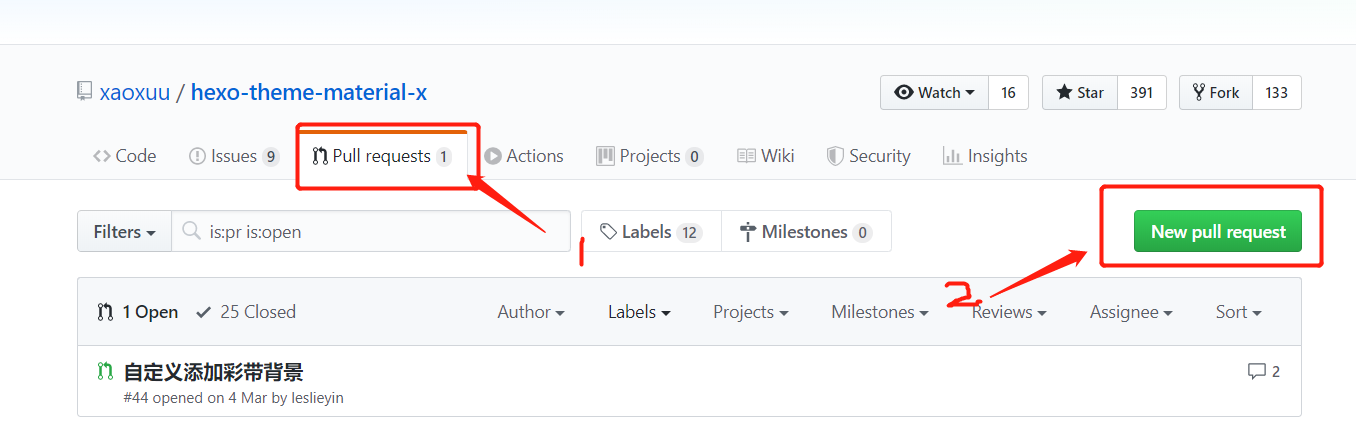 xaoxuu / hexo-theme-material-x
Watch 16 Star 391 Fork 133
Code Issues 9 Pull requests 1 Actions Projects 0 Wiki Security Insights
Filters is:pr is:open Labels 12 Milestones 0 New pull request
1
2.
1 Open 25 Closed Author Labels Projects Milestones Reviews Assignee Sort
自定义添加彩带背景 2
#44 opened on 4 Mar by leslieyin